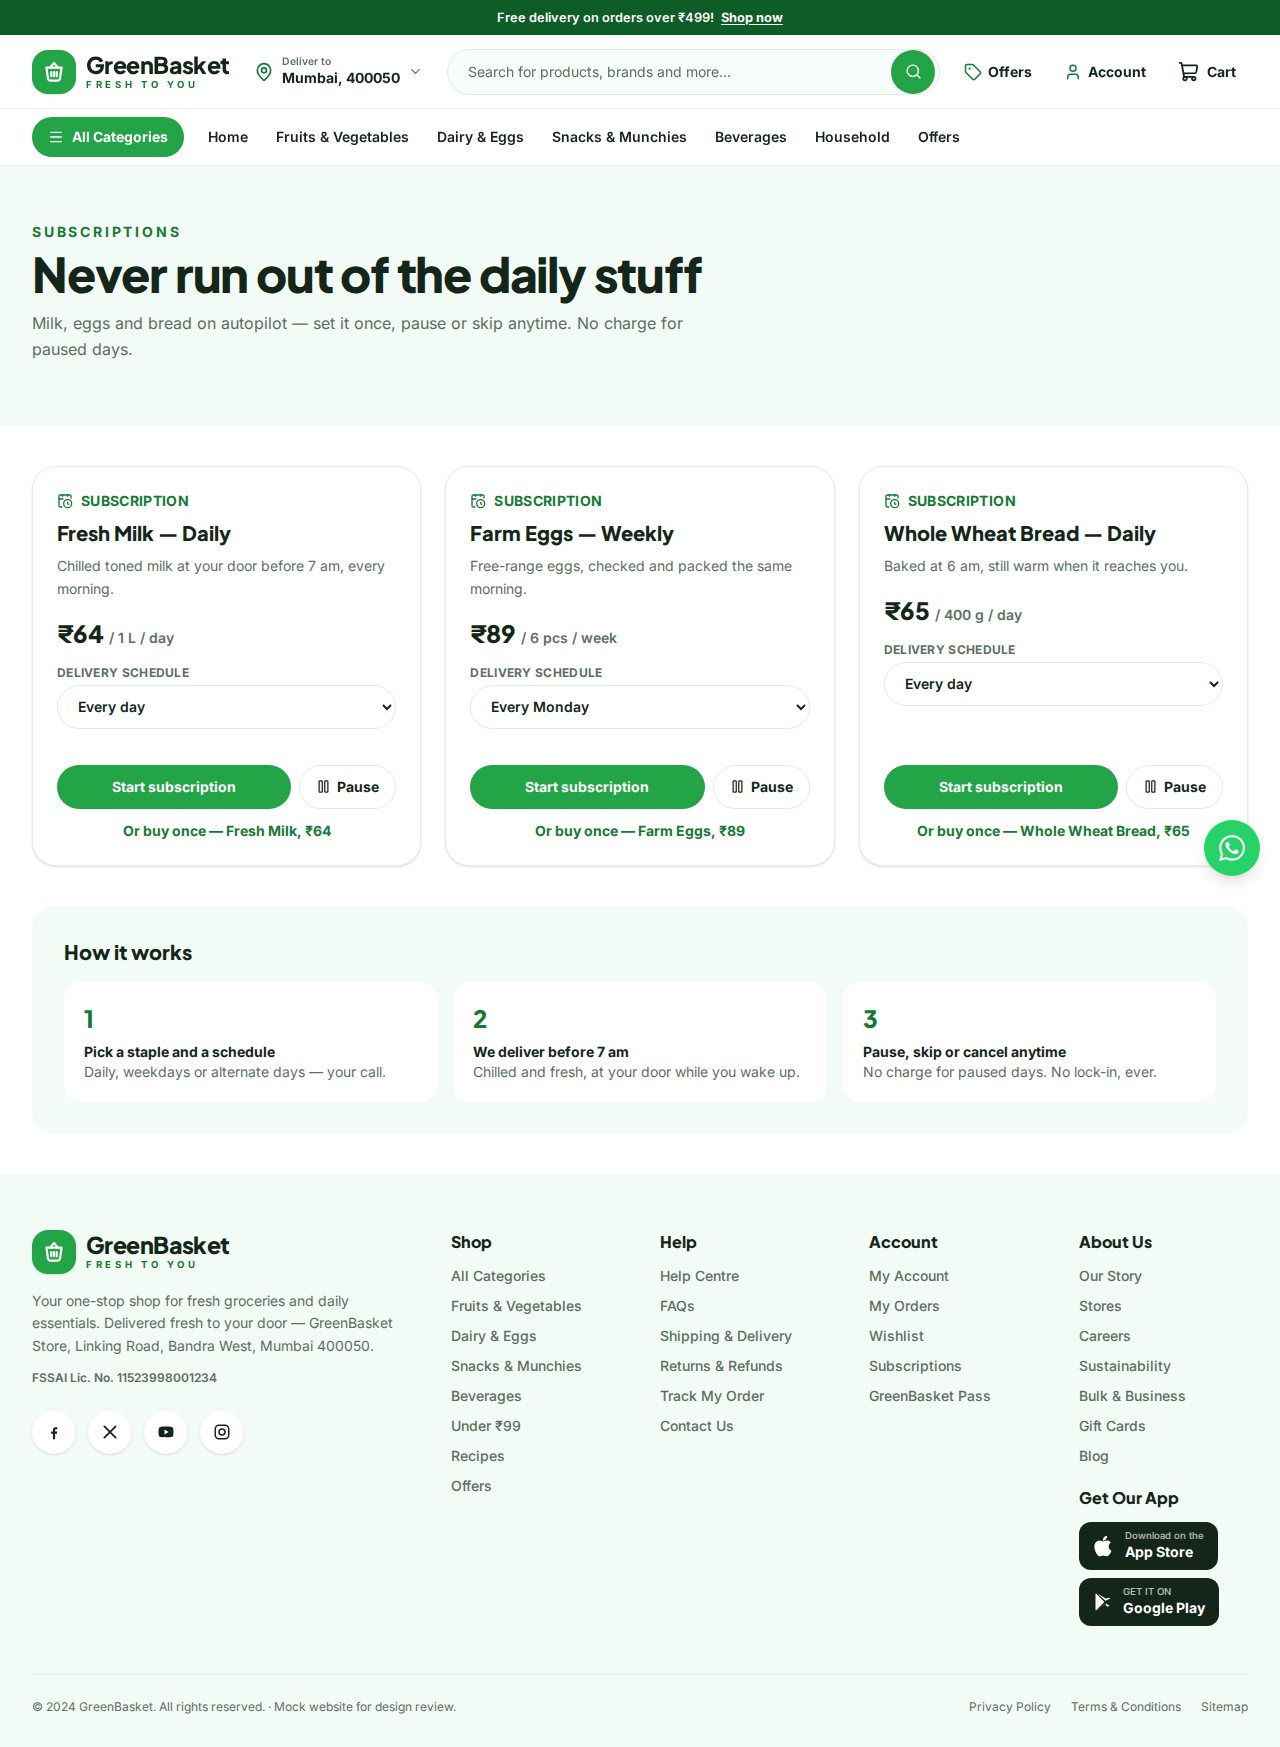 Free delivery on orders over ₹499! Shop now
GreenBasket
FRESH TO YOU
Deliver to
Mumbai, 400050
Search for products, brands and more...
Offers
Account
Cart
All Categories
Home
Fruits & Vegetables
Dairy & Eggs
Snacks & Munchies
Beverages
Household
Offers
SUBSCRIPTIONS
Never run out of the daily stuff
Milk, eggs and bread on autopilot — set it once, pause or skip anytime. No charge for
paused days.
SUBSCRIPTION
Fresh Milk — Daily
Chilled toned milk at your door before 7 am, every
morning.
₹64 / 1 L / day
DELIVERY SCHEDULE
Every day
Start subscription
Pause
Or buy once — Fresh Milk, ₹64
SUBSCRIPTION
Farm Eggs — Weekly
Free-range eggs, checked and packed the same
morning.
₹89 / 6 pcs / week
DELIVERY SCHEDULE
Every Monday
Start subscription
Pause
Or buy once — Farm Eggs, ₹89
SUBSCRIPTION
Whole Wheat Bread — Daily
Baked at 6 am, still warm when it reaches you.
₹65 / 400 g / day
DELIVERY SCHEDULE
Every day
Start subscription
Pause
Or buy once — Whole Wheat Bread, ₹65
How it works
1
Pick a staple and a schedule
Daily, weekdays or alternate days — your call.
2
We deliver before 7 am
Chilled and fresh, at your door while you wake up.
3
Pause, skip or cancel anytime
No charge for paused days. No lock-in, ever.
GreenBasket
FRESH TO YOU
Your one-stop shop for fresh groceries and daily
essentials. Delivered fresh to your door — GreenBasket
Store, Linking Road, Bandra West, Mumbai 400050.
FSSAI Lic. No. 11523998001234
Shop
All Categories
Fruits & Vegetables
Dairy & Eggs
Snacks & Munchies
Beverages
Under ₹99
Recipes
Offers
Help
Help Centre
FAQs
Shipping & Delivery
Returns & Refunds
Track My Order
Contact Us
Account
My Account
My Orders
Wishlist
Subscriptions
GreenBasket Pass
About Us
Our Story
Stores
Careers
Sustainability
Bulk & Business
Gift Cards
Blog
Get Our App
Download on the
App Store
GET IT ON
Google Play
© 2024 GreenBasket. All rights reserved. · Mock website for design review.
Privacy Policy
Terms & Conditions
Sitemap